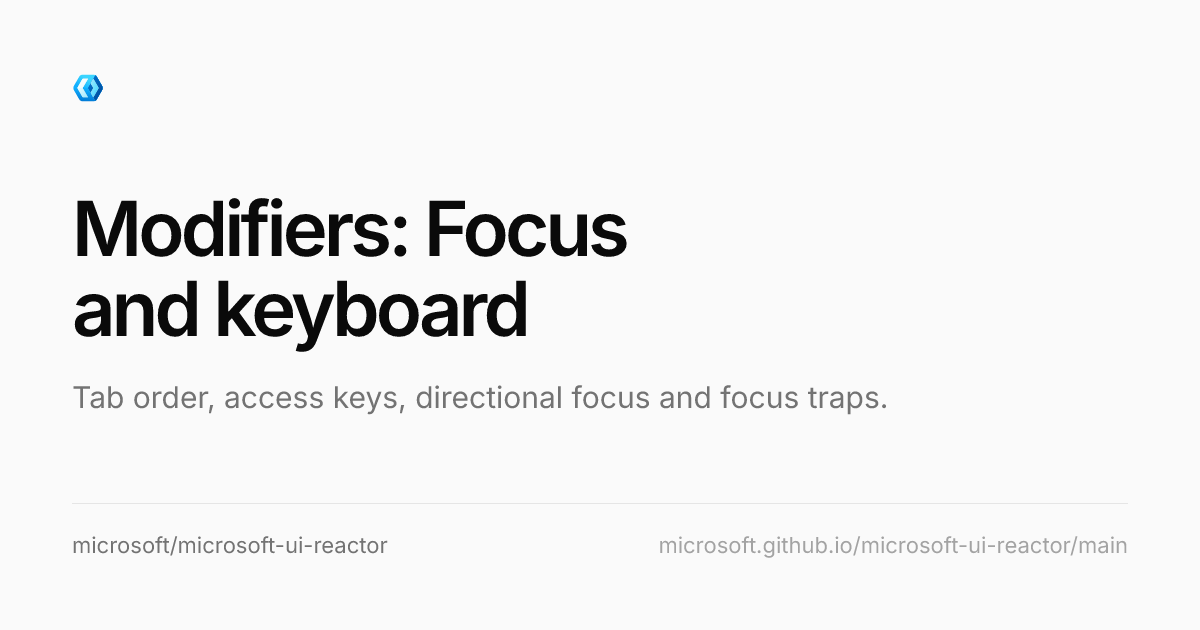 Modifiers: Focus
and keyboard
Tab order, access keys, directional focus and focus traps.
microsoft/microsoft-ui-reactor
microsoft.github.io/microsoft-ui-reactor/main